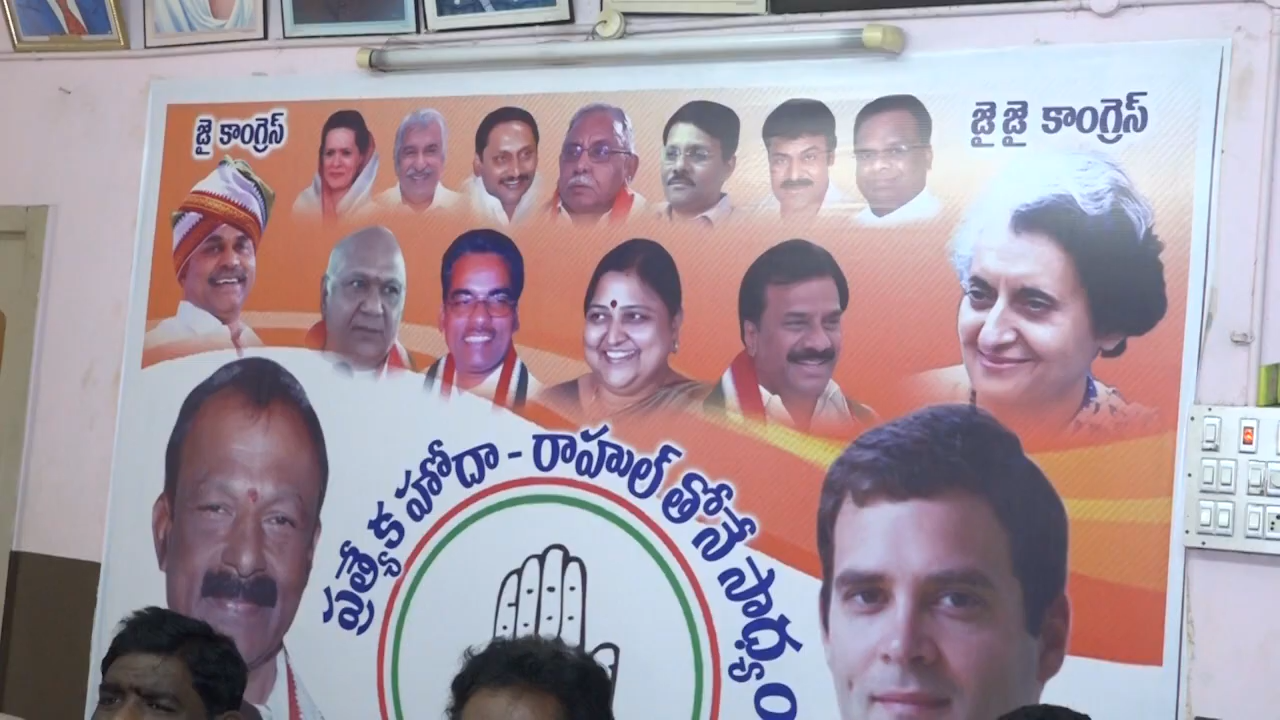 జై కాంగ్రెస్
జై జై కాంగ్రెస్
ప్రత్యేక హోదా - రాహుల్ తోనే సాధ్యం